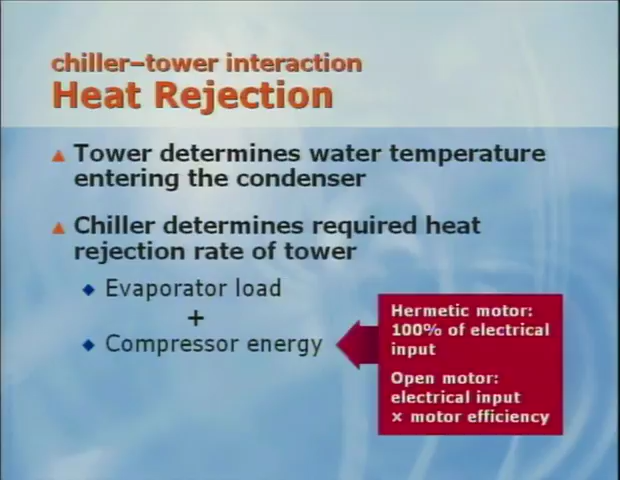 chiller–tower interaction
Heat Rejection
Tower determines water temperature
entering the condenser
Chiller determines required heat
rejection rate of tower
Evaporator load
+
Compressor energy
Hermetic motor:
100% of electrical
input
Open motor:
electrical input
× motor efficiency